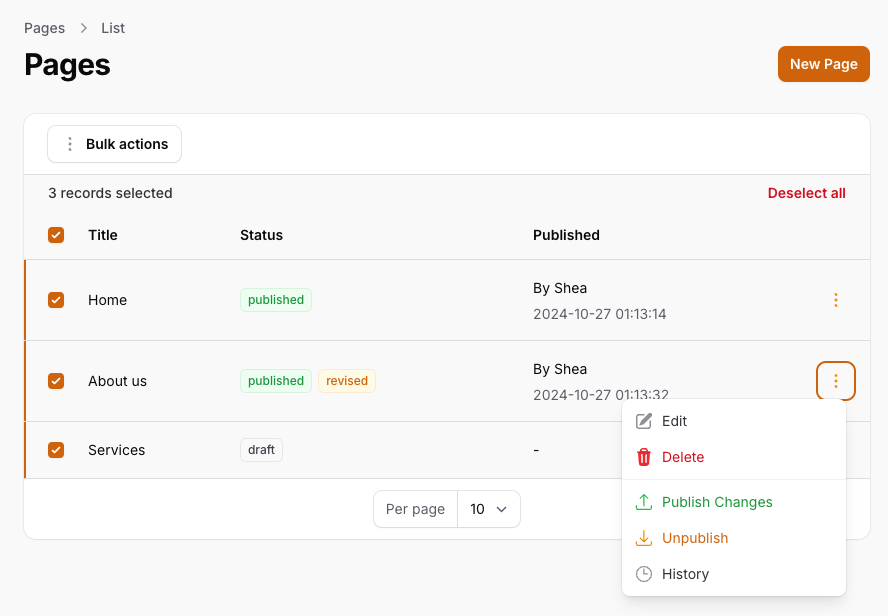 Pages > List
Pages
New Page
Bulk actions
3 records selected
Deselect all
Title Status Published
Home published By Shea
2024-10-27 01:13:14
About us published revised By Shea
2024-10-27 01:13:32
Services draft -
Edit
Delete
Publish Changes
Unpublish
History
Per page 10